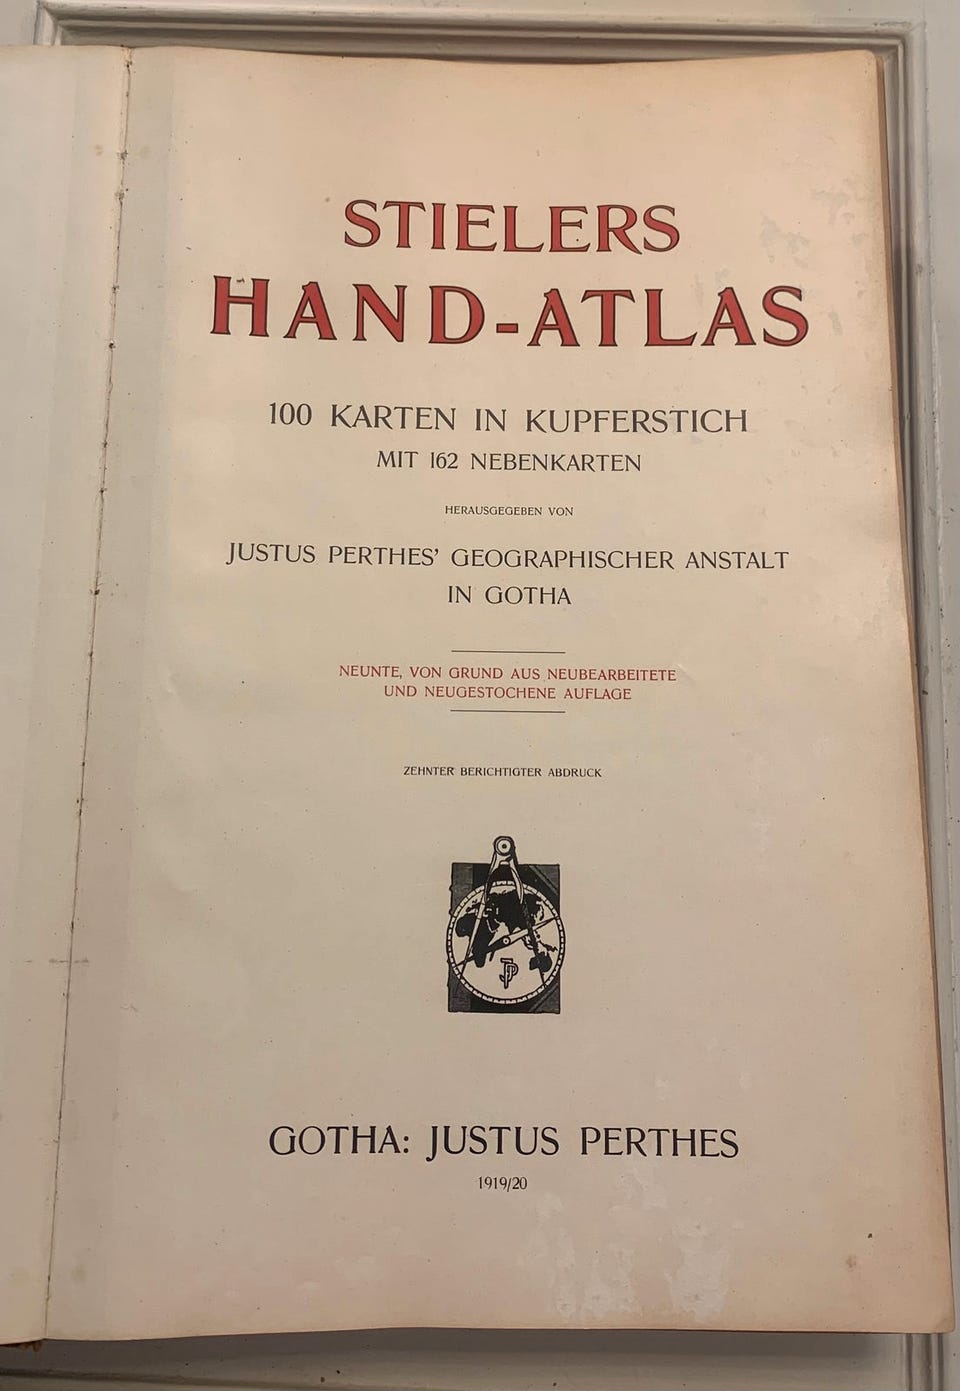 STIELERS
HAND-ATLAS
100 KARTEN IN KUPFERSTICH
MIT 162 NEBENKARTEN
HERAUSGEGEBEN VON
JUSTUS PERTHES' GEOGRAPHISCHER ANSTALT
IN GOTHA
NEUNTE, VON GRUND AUS NEUBEARBEITETE
UND NEUGESTOCHENE AUFLAGE
ZEHNTER BERICHTIGTER ABDRUCK
JP
GOTHA: JUSTUS PERTHES
1919/20